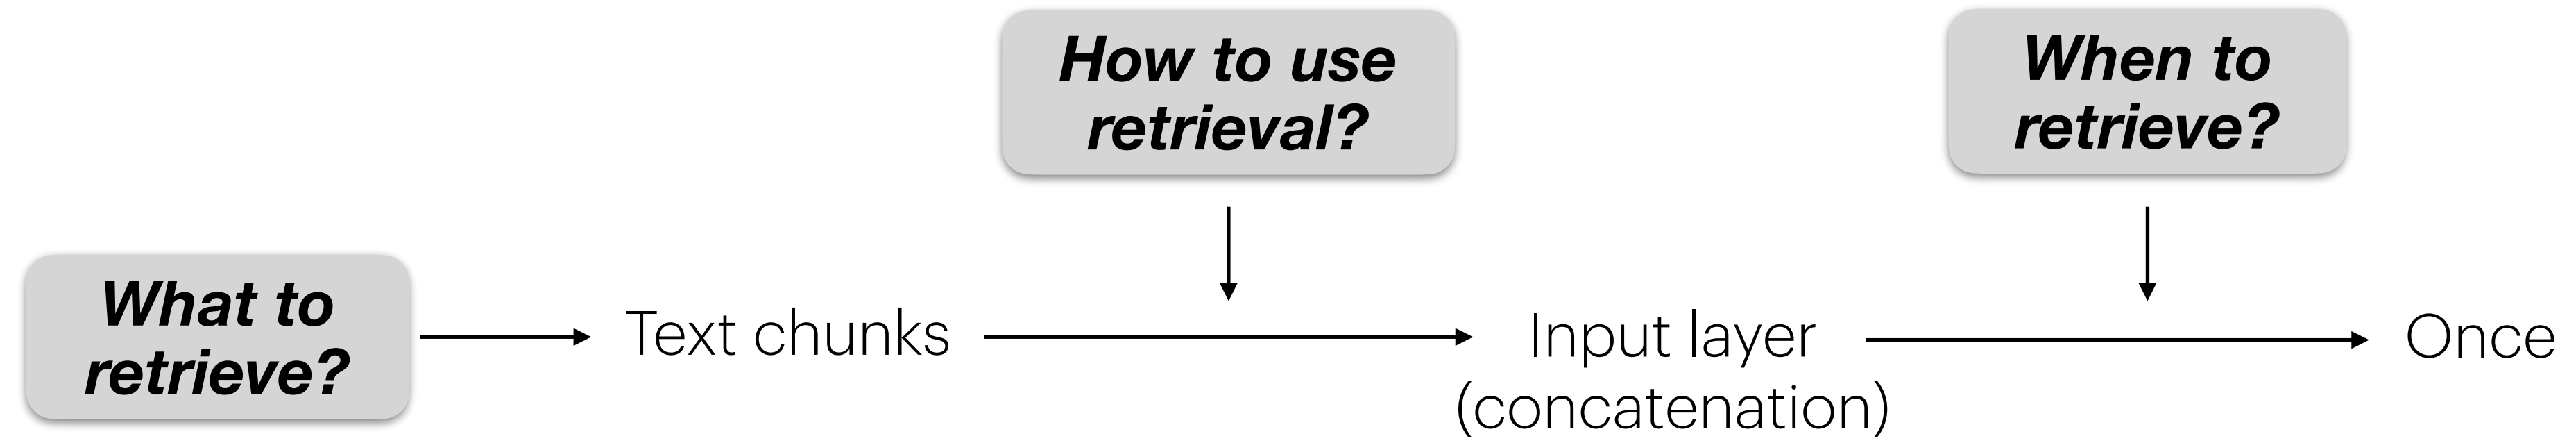 What to
retrieve?
Text chunks
How to use
retrieval?
Input layer
(concatenation)
When to
retrieve?
Once